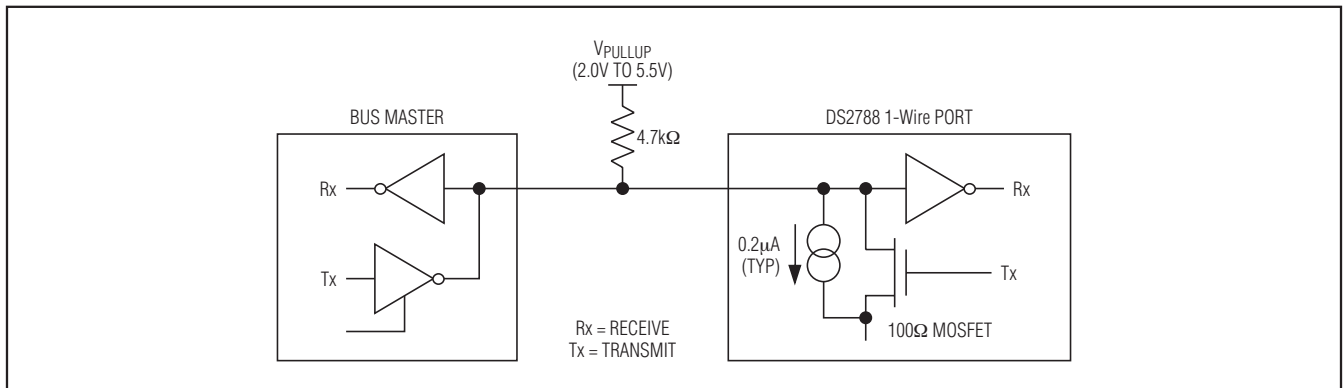 VPULLUP
(2.0V TO 5.5V)
BUS MASTER
DS2788 1-Wire PORT
4.7kΩ
Rx
Rx
0.2μA
(TYP)
Tx
Tx
Rx = RECEIVE
Tx = TRANSMIT
100Ω MOSFET